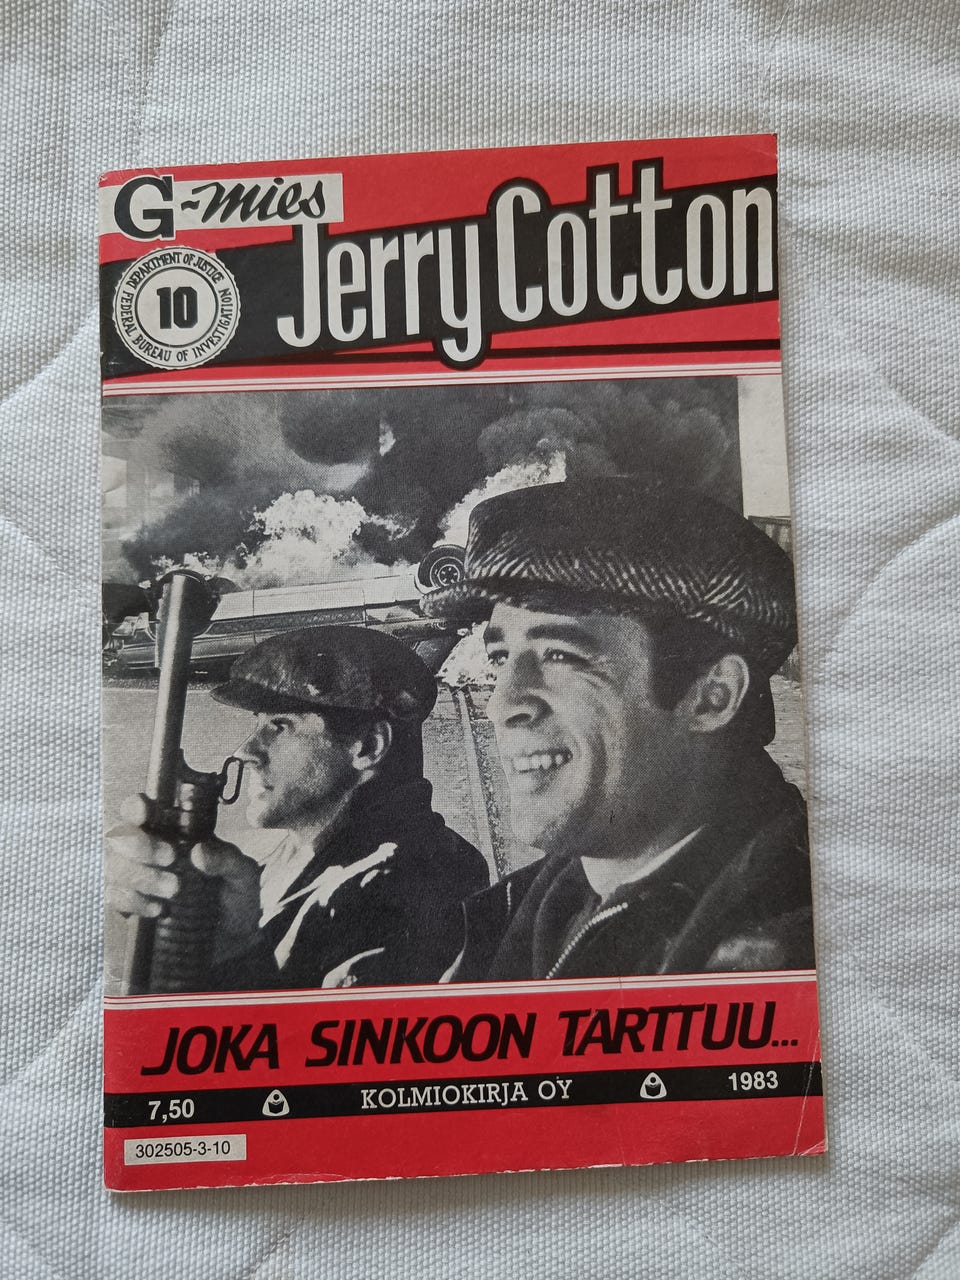 G-mies
Jerry Cotton
DEPARTMENT OF JUSTICE
10
FEDERAL BUREAU OF INVESTIGATION
JOKA SINKOON TARTTUU...
7,50 KOLMIOKIRJA OY 1983
302505-3-10